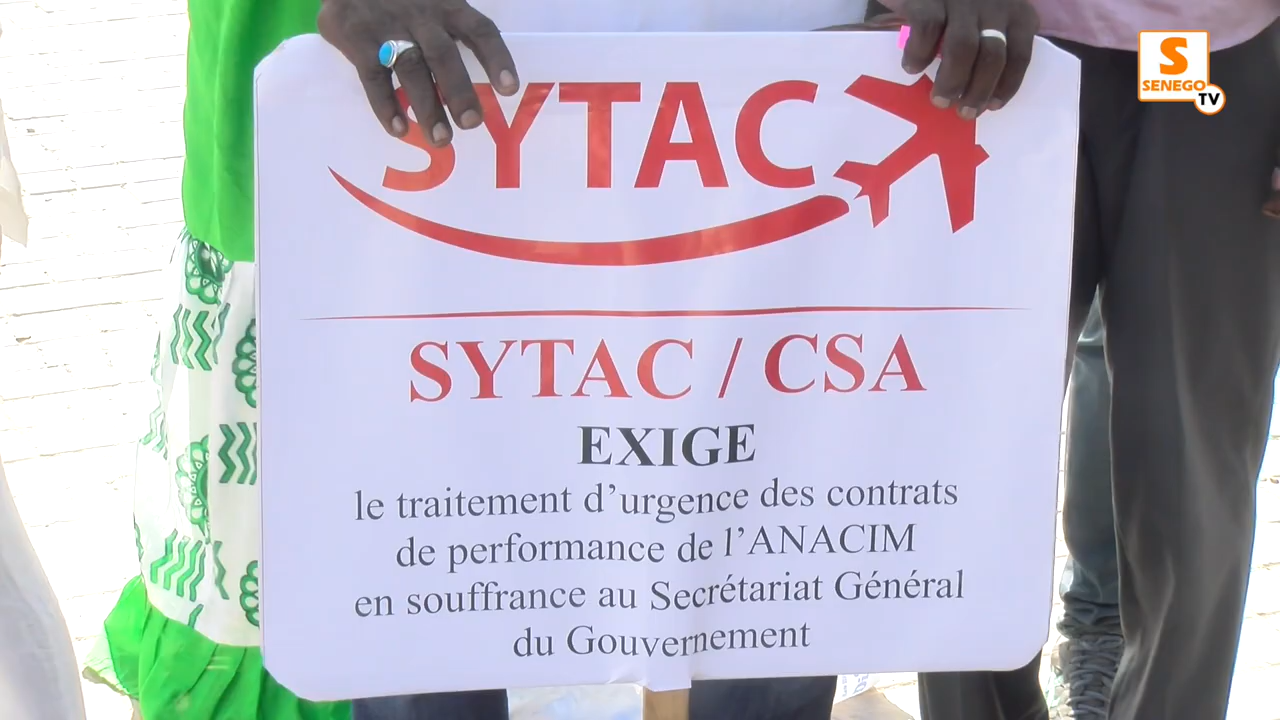 S
SENEGO
TV
SYTAC
SYTAC / CSA
EXIGE
le traitement d’urgence des contrats
de performance de l’ANACIM
en souffrance au Secrétariat Général
du Gouvernement